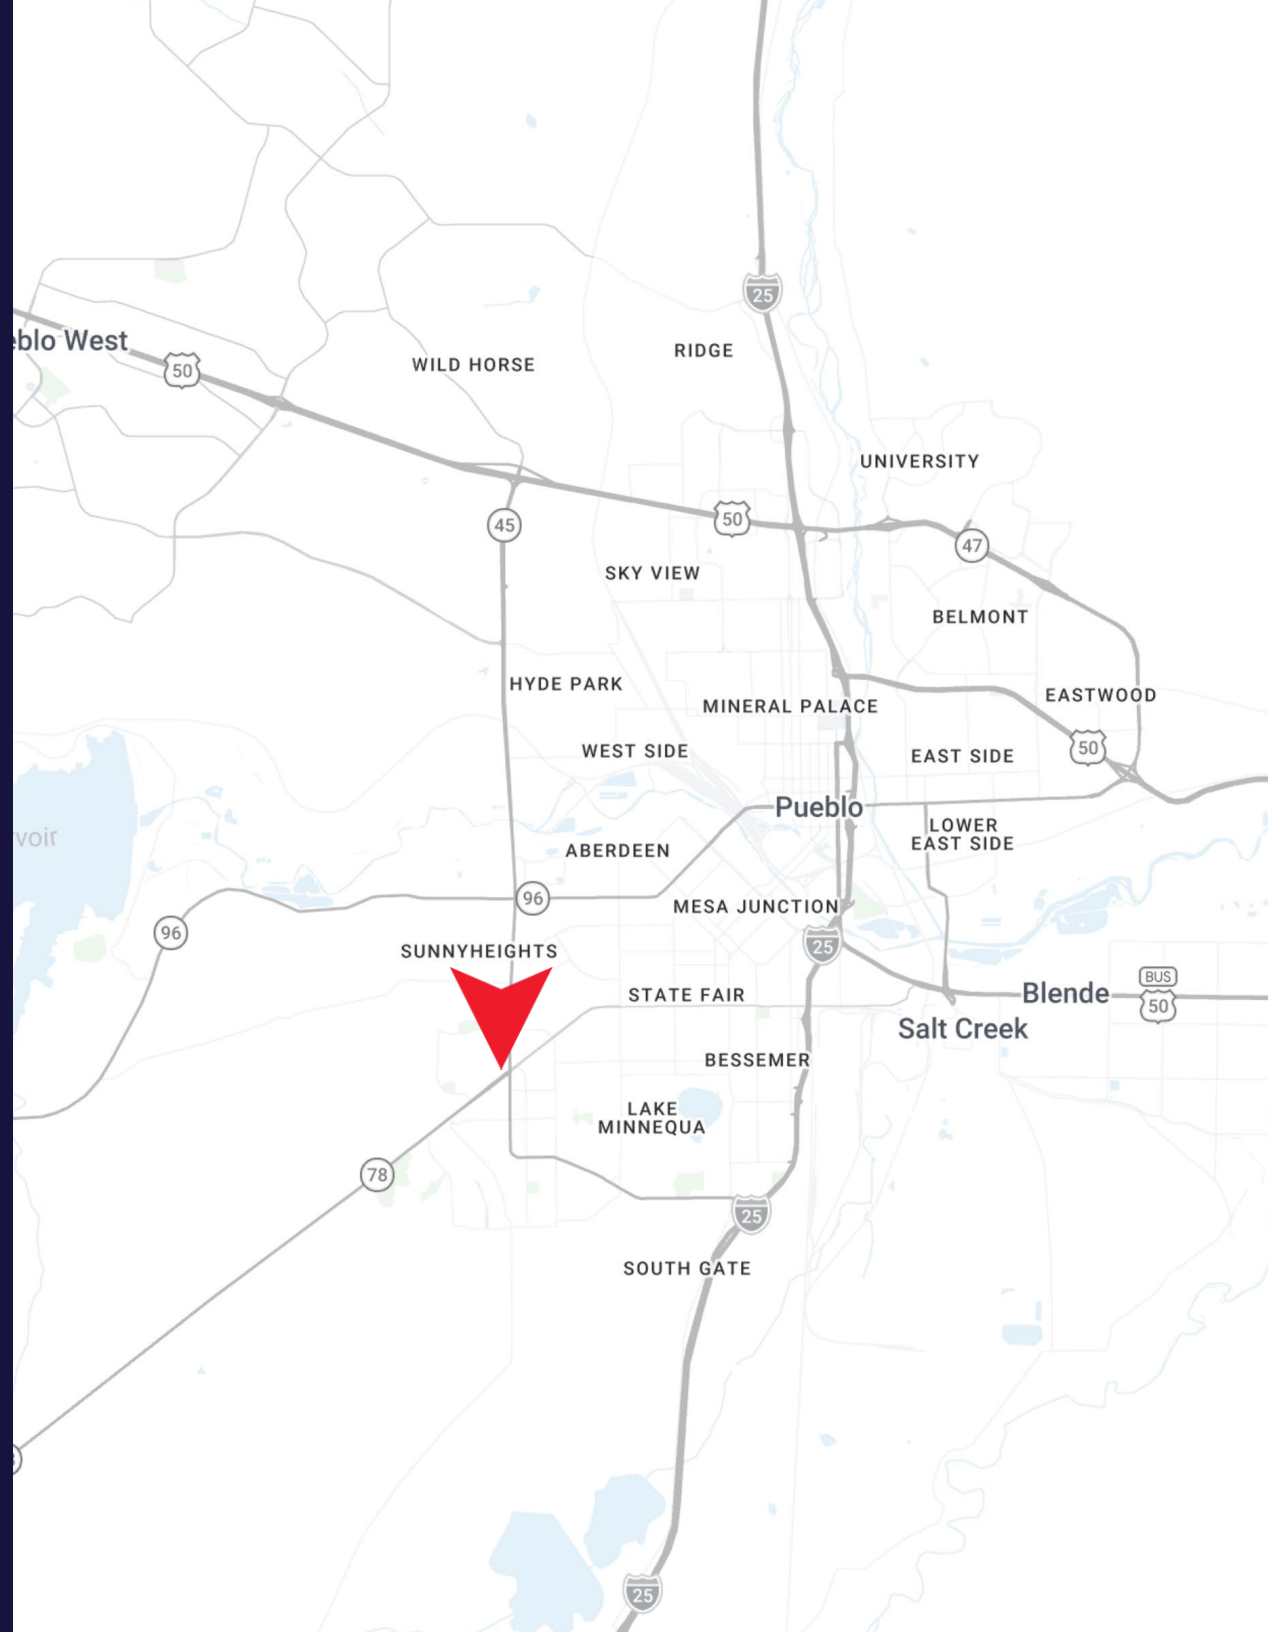 25
eblo West
50
WILD HORSE
RIDGE
UNIVERSITY
45
50
47
SKY VIEW
BELMONT
HYDE PARK
MINERAL PALACE
EASTWOOD
WEST SIDE
EAST SIDE
50
Pueblo
rvoir
LOWER
EAST SIDE
ABERDEEN
96
MESA JUNCTION
96
25
SUNNYHEIGHTS
STATE FAIR
Blende
BUS
50
Salt Creek
BESSEMER
LAKE
MINNEQUA
78
25
SOUTH GATE
25